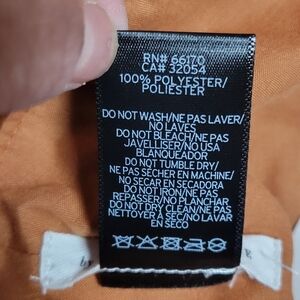 RN# 66170
CA# 32054
100% POLYESTER/
POLIESTER
DO NOT WASH/NE PAS LAVER/
NO LAVES
DO NOT BLEACH/NE PAS
JAVELLISER/NO USA
BLANQUEADOR
DO NOT TUMBLE DRY/
NE PAS SÉCHER EN MACHINE/
NO SECAR EN SECADORA
DO NOT IRON/NE PAS
REPASSER/NO PLANCHAR
DO NOT DRY CLEAN/NE PAS
NETTOYER À SEC/NO LAVAR
EN SECO